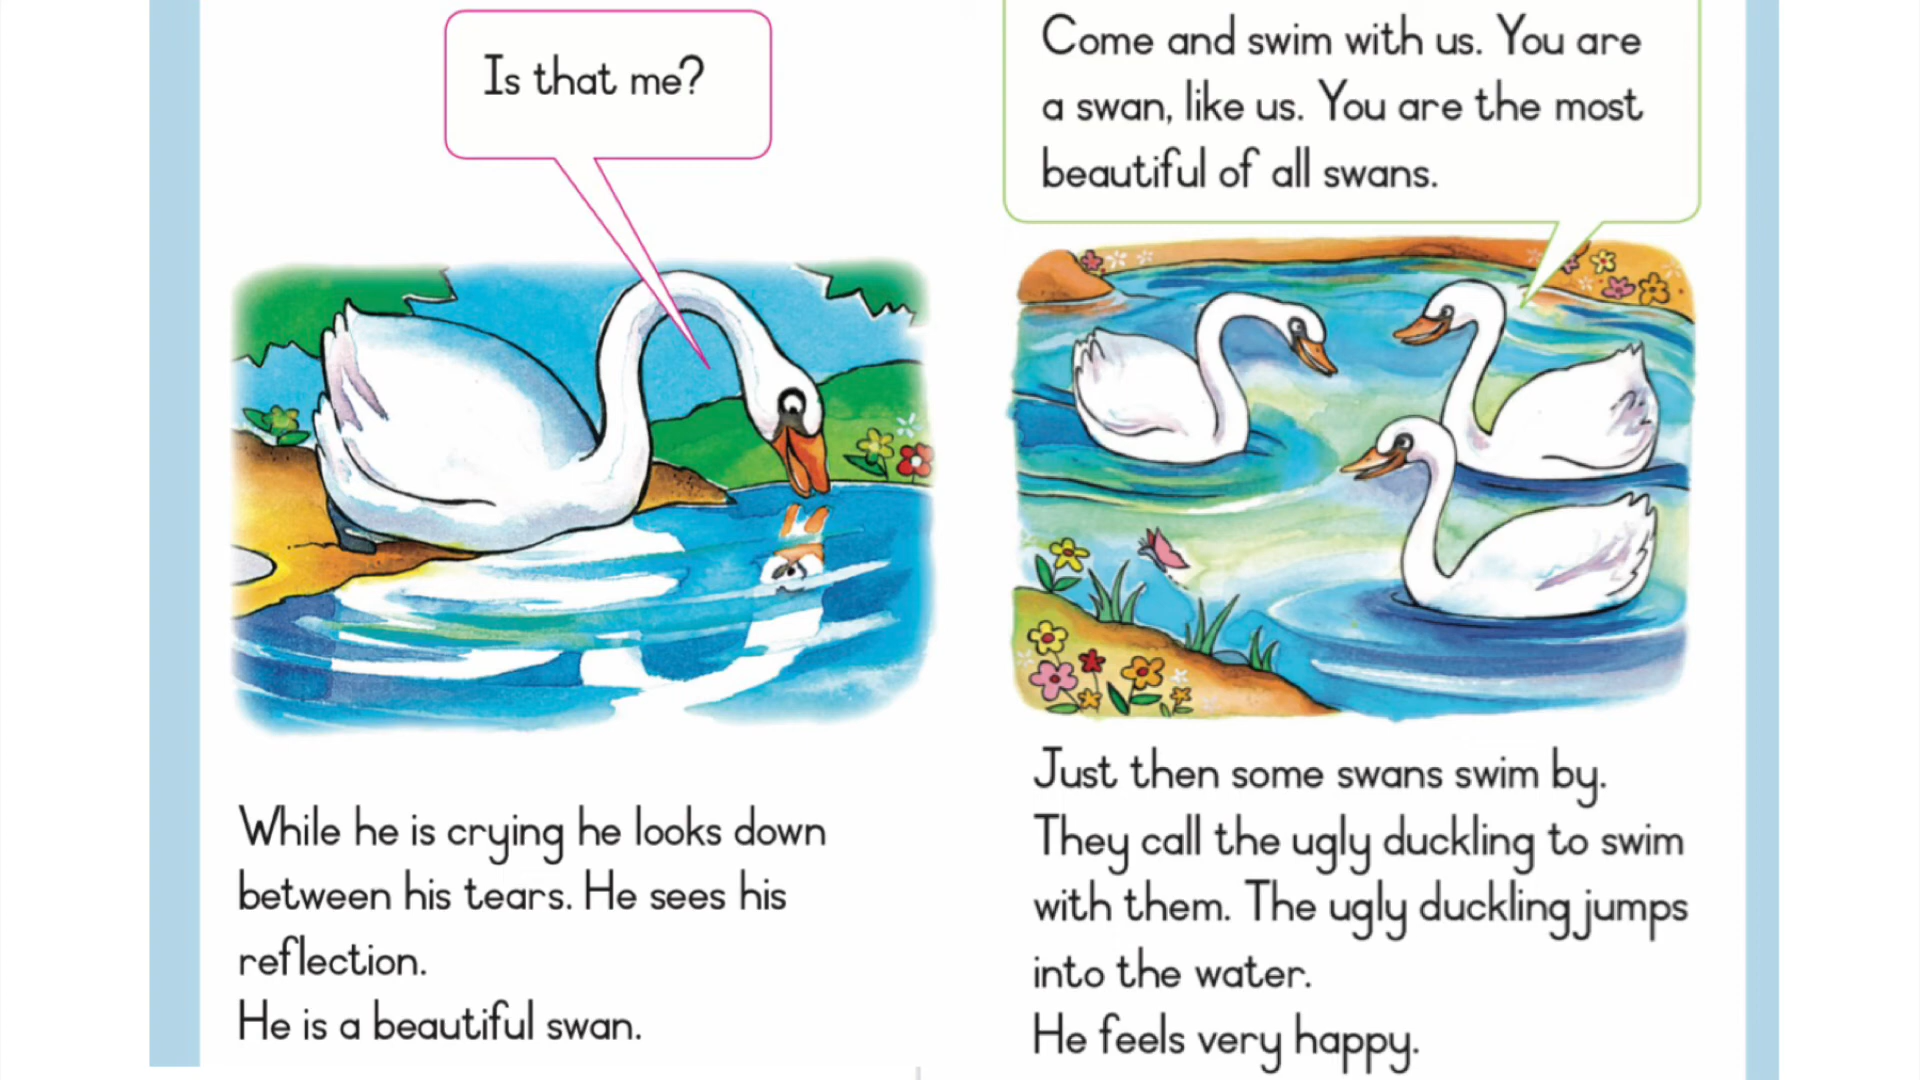 Is that me?
While he is crying he looks down
between his tears. He sees his
reflection.
He is a beautiful swan.
Come and swim with us. You are
a swan, like us. You are the most
beautiful of all swans.
Just then some swans swim by.
They call the ugly duckling to swim
with them. The ugly duckling jumps
into the water.
He feels very happy.